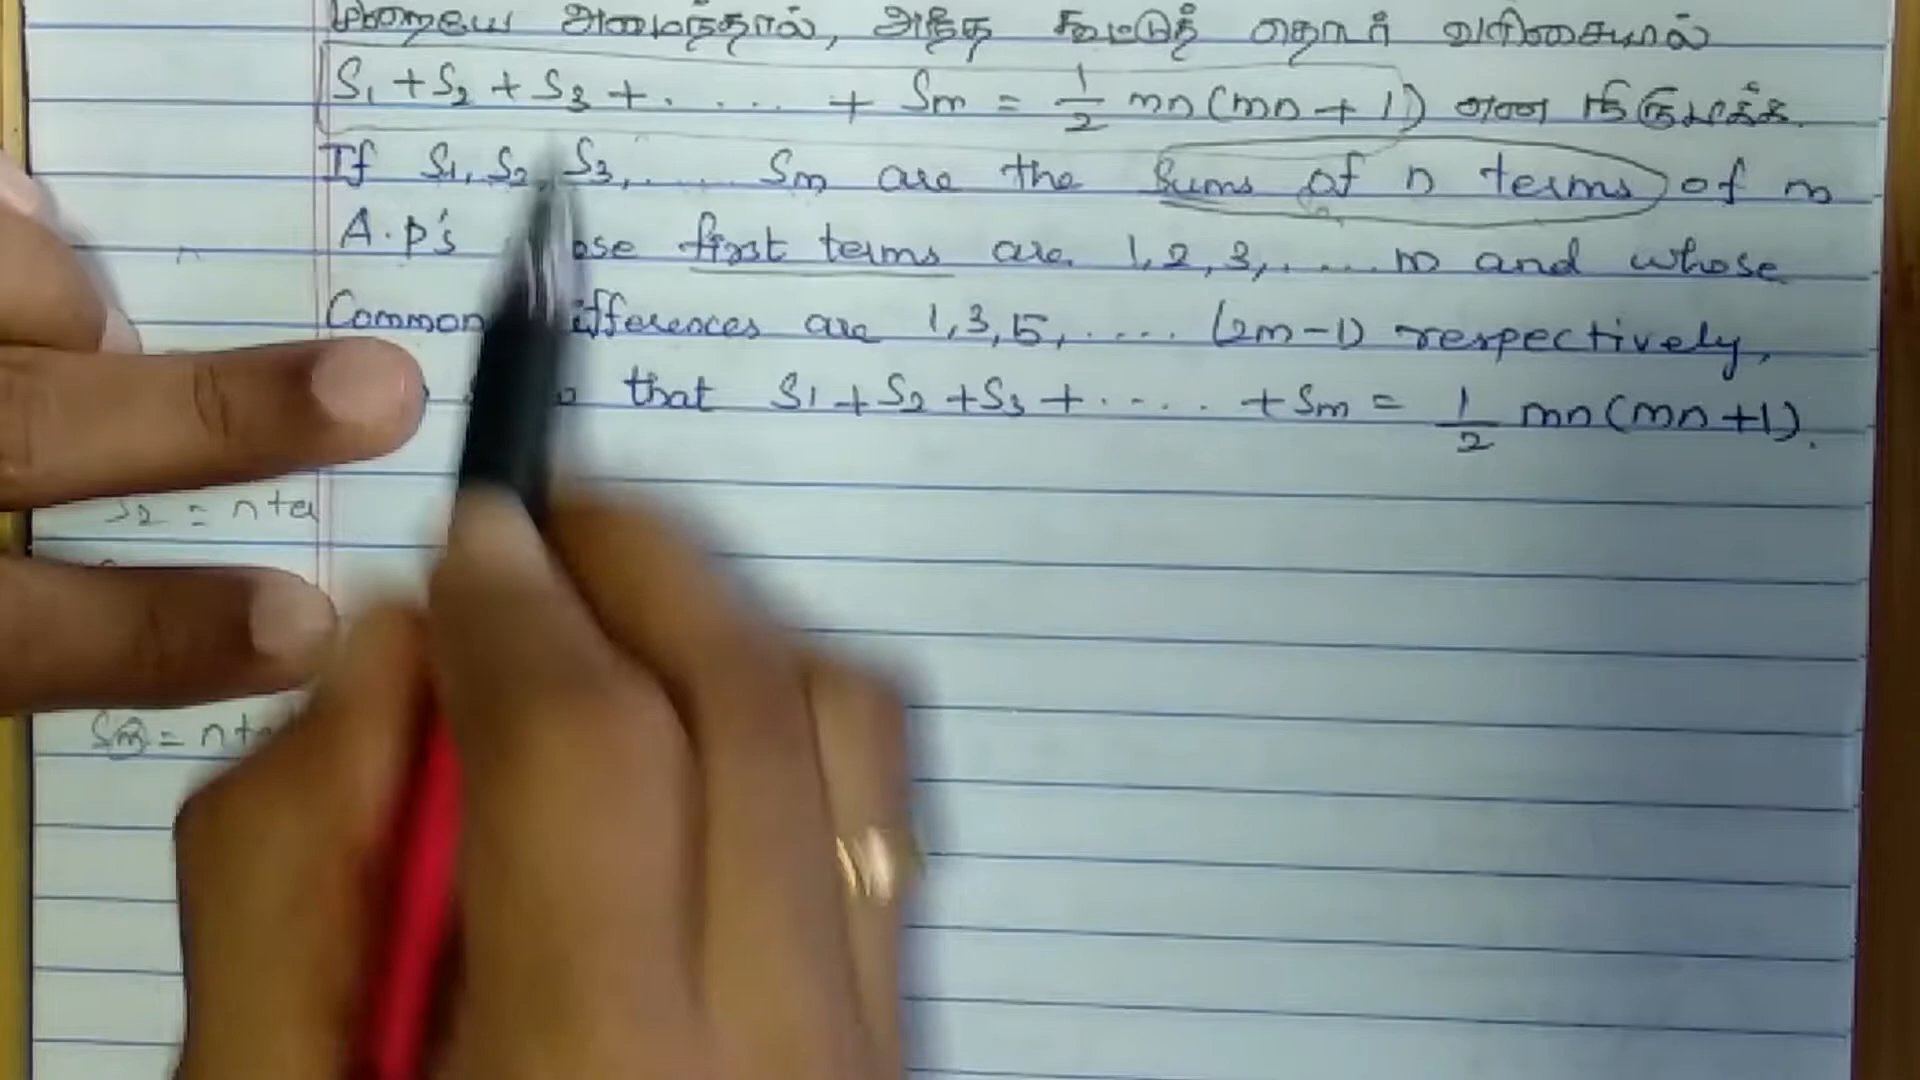 முறையே அமைந்தால், அந்த கூட்டுத் தொடர் வரிசையால்
S₁ + S₂ + S₃ + . . . . . + Sm = 1/2 mn (mn + 1) என நிரூபிக்க.
If S₁, S₂, S₃, ..... Sm are the Sums of n terms of m
A.P's first terms are 1, 2, 3, ..... m and whose
Common are 1, 3, 5, .... (2m-1) respectively,
that S₁ + S₂ + S₃ + ..... + Sm = 1/2 mn (mn +1).
S₂ = n+a
Sm = n+